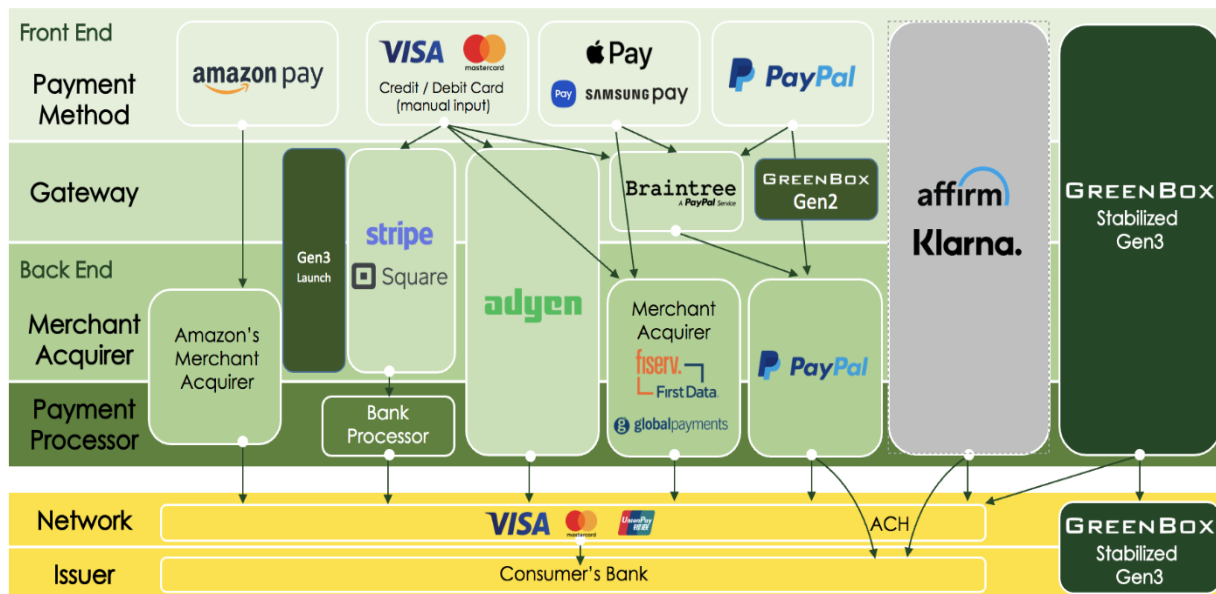 Front End
Payment
Method
amazon pay
VISA
mastercard
Credit / Debit Card
(manual input)
Pay
Pay
SAMSUNG pay
PayPal
Gateway
Gen3
Launch
stripe
Square
adyen
Braintree
A PayPal Service
GREENBOX
Gen2
affirm
Klarna.
GREENBOX
Stabilized
Gen3
Back End
Merchant
Acquirer
Amazon's
Merchant
Acquirer
Merchant
Acquirer
fiserv.
First Data.
g globalpayments
PayPal
Payment
Processor
Bank
Processor
Network
VISA
mastercard
UnionPay
银联
ACH
GREENBOX
Stabilized
Gen3
Issuer
Consumer's Bank